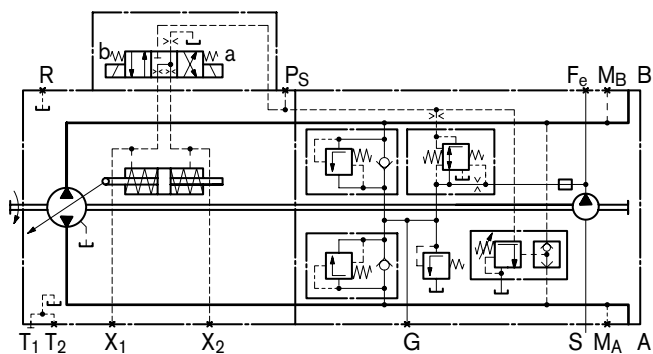 b a
R P_S F_e M_B B
T_1 T_2 X_1 X_2 G S M_A A